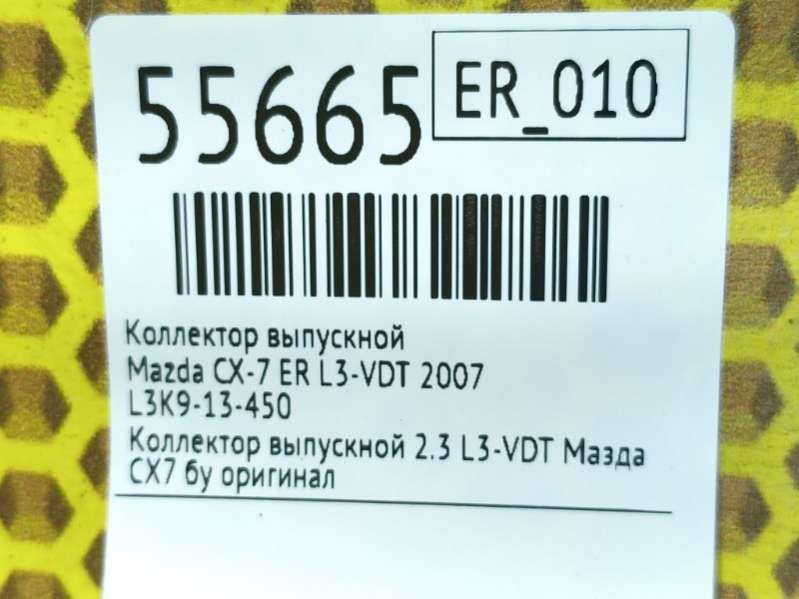 55665
ER_010
Коллектор выпускной
Mazda CX-7 ER L3-VDT 2007
L3K9-13-450
Коллектор выпускной 2.3 L3-VDT Мазда
СХ7 бу оригинал